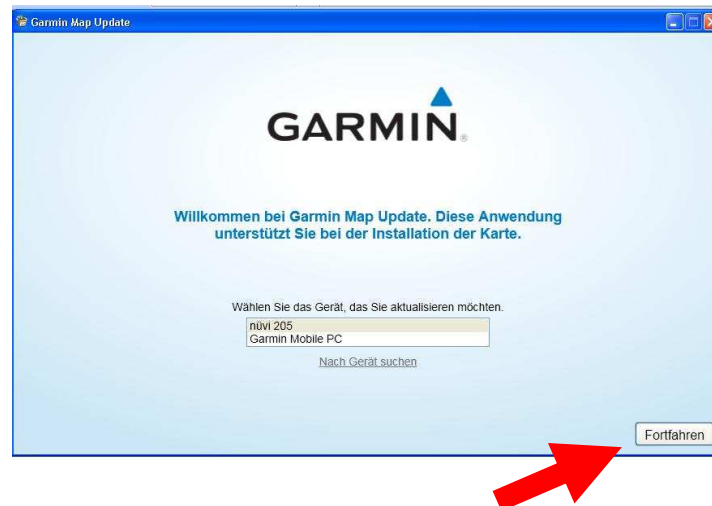 Garmin Map Update
GARMIN®
Willkommen bei Garmin Map Update. Diese Anwendung
unterstützt Sie bei der Installation der Karte.
Wählen Sie das Gerät, das Sie aktualisieren möchten.
nüvi 205
Garmin Mobile PC
Nach Gerät suchen
Fortfahren